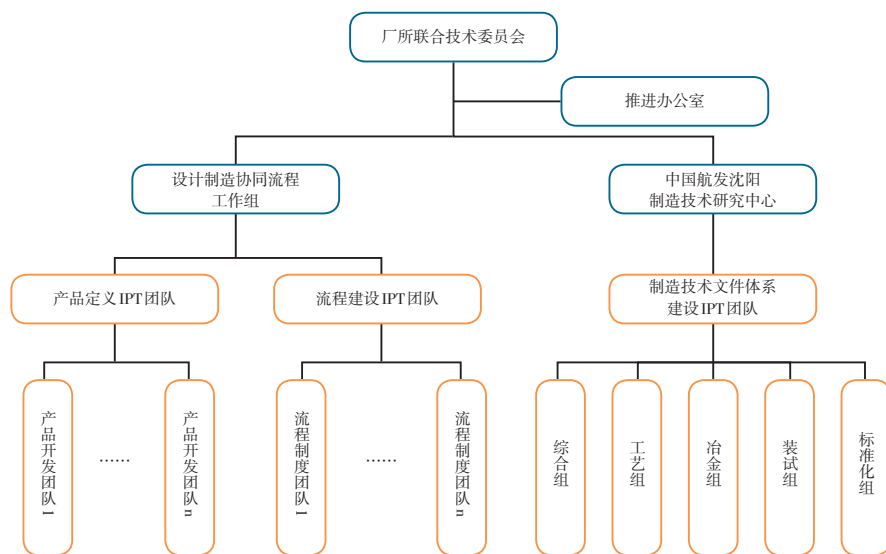 厂所联合技术委员会
推进办公室
设计制造协同流程
工作组
中国航发沈阳
制造技术研究中心
产品定义IPT团队
流程建设IPT团队
制造技术文件体系
建设IPT团队
产品开发团队1
……
产品开发团队n
流程制度团队1
……
流程制度团队n
综合组
工艺组
冶金组
装试组
标准化组